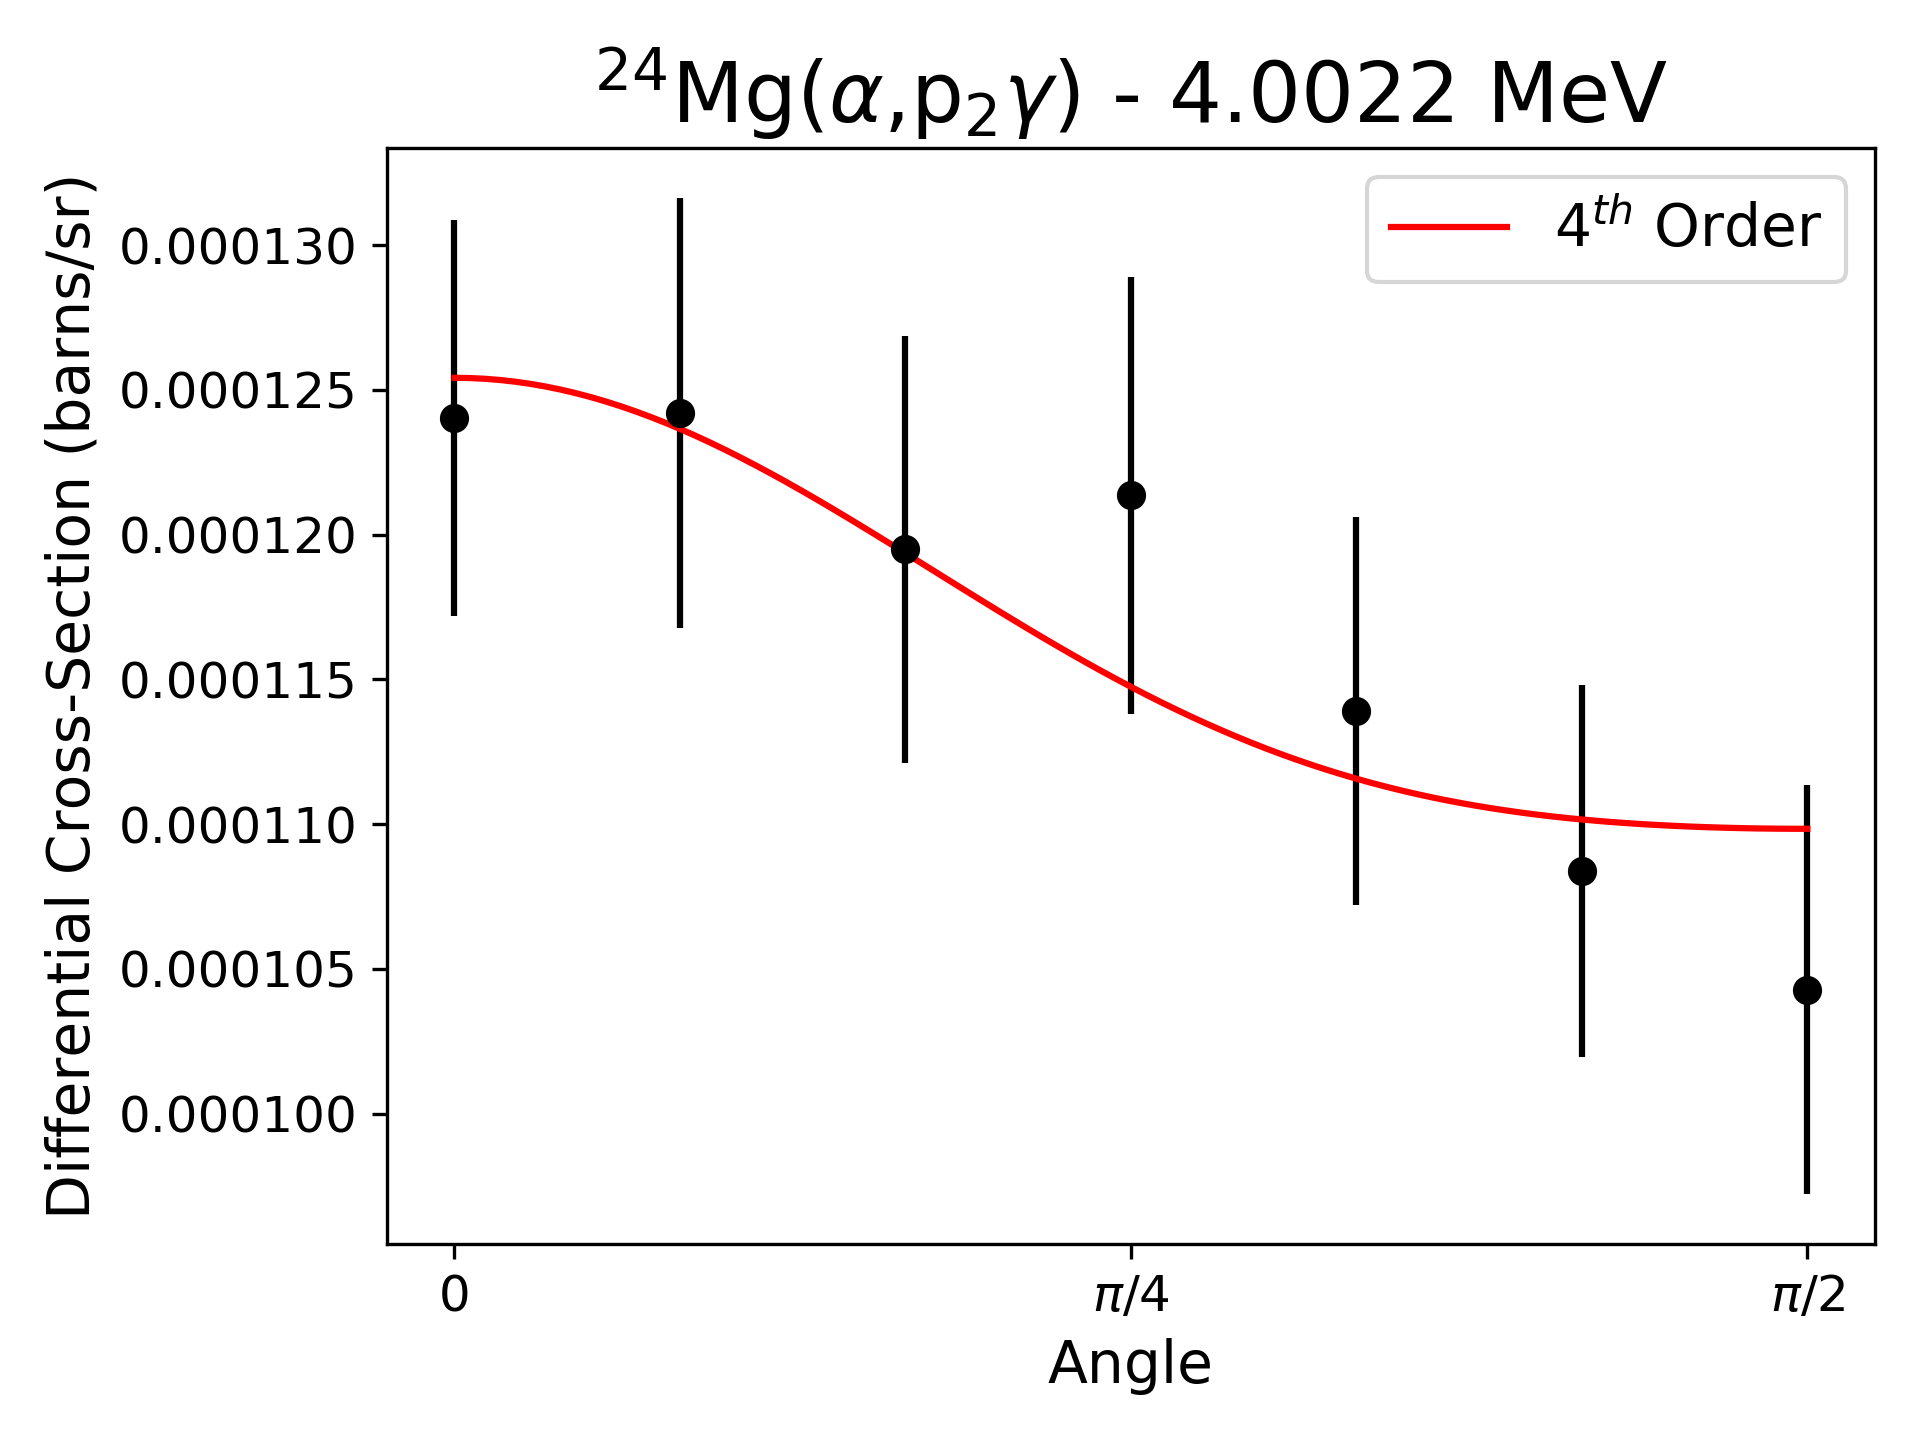 ²⁴Mg(α,p₂γ) - 4.0022 MeV
4ᵗʰ Order
Differential Cross-Section (barns/sr)
0.000130
0.000125
0.000120
0.000115
0.000110
0.000105
0.000100
0 π/4 π/2
Angle